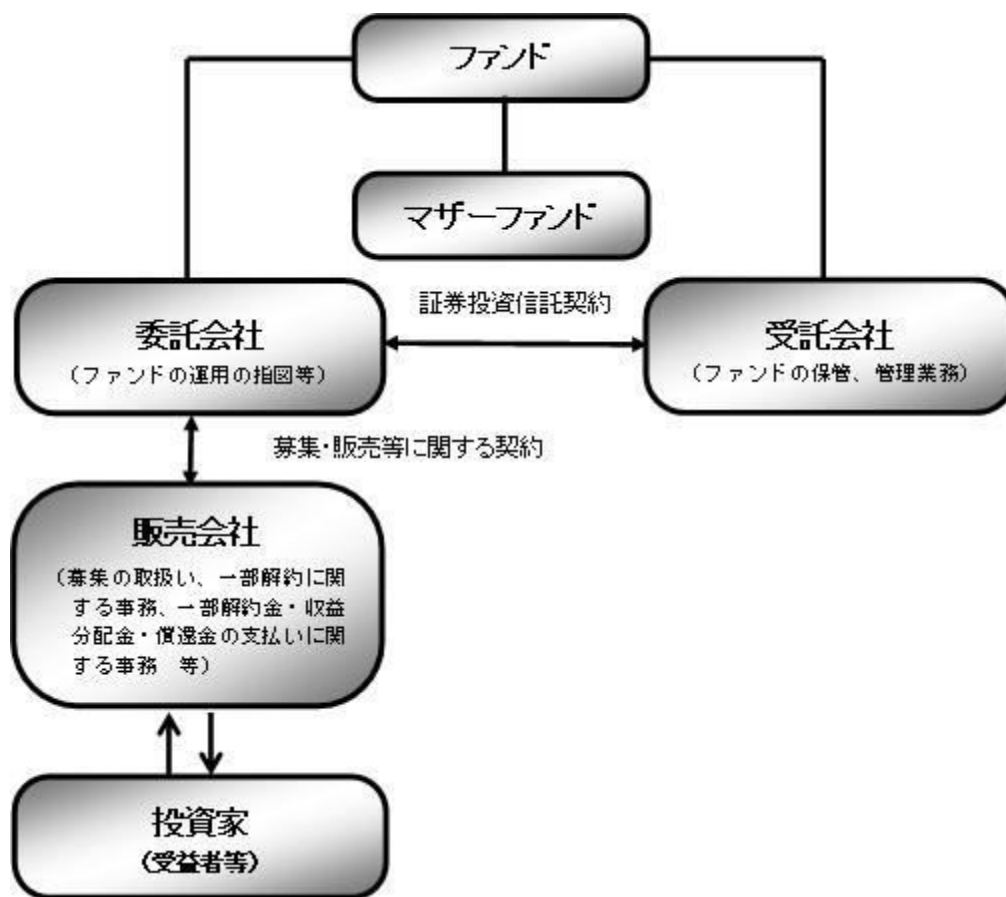 ファンド
マザーファンド
証券投資信託契約
委託会社
(ファンドの運用の指図等)
受託会社
(ファンドの保管、管理業務)
募集・販売等に関する契約
販売会社
(募集の取扱い、一部解約に関
する事務、一部解約金・収益
分配金・償還金の支払いに関
する事務　等)
投資家
(受益者等)